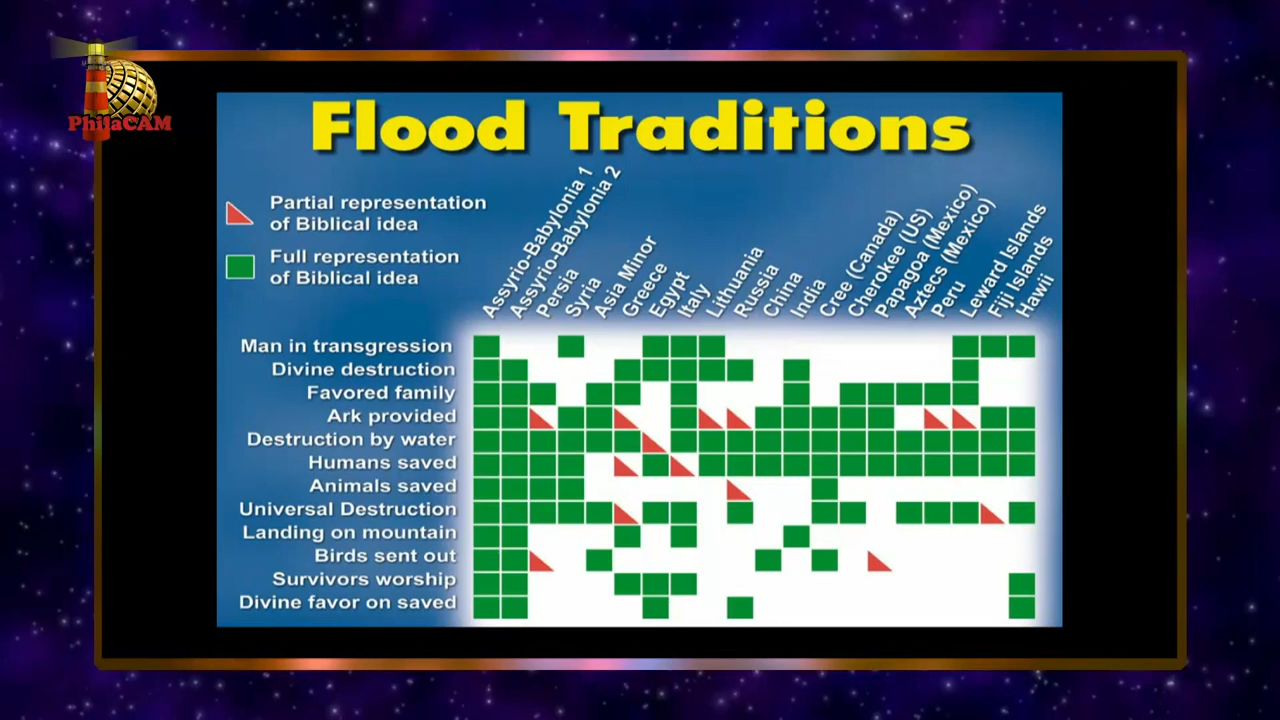 PhilaCAM
Flood Traditions
Partial representation
of Biblical idea
Full representation
of Biblical idea
Assyrio-Babylonia 1
Assyrio-Babylonia 2
Persia
Syria
Asia Minor
Greece
Egypt
Italy
Lithuania
Russia
China
India
Cree (Canada)
Cherokee (US)
Papagoa (Mexico)
Aztecs (Mexico)
Peru
Leward Islands
Fiji Islands
Hawii
Man in transgression
Divine destruction
Favored family
Ark provided
Destruction by water
Humans saved
Animals saved
Universal Destruction
Landing on mountain
Birds sent out
Survivors worship
Divine favor on saved